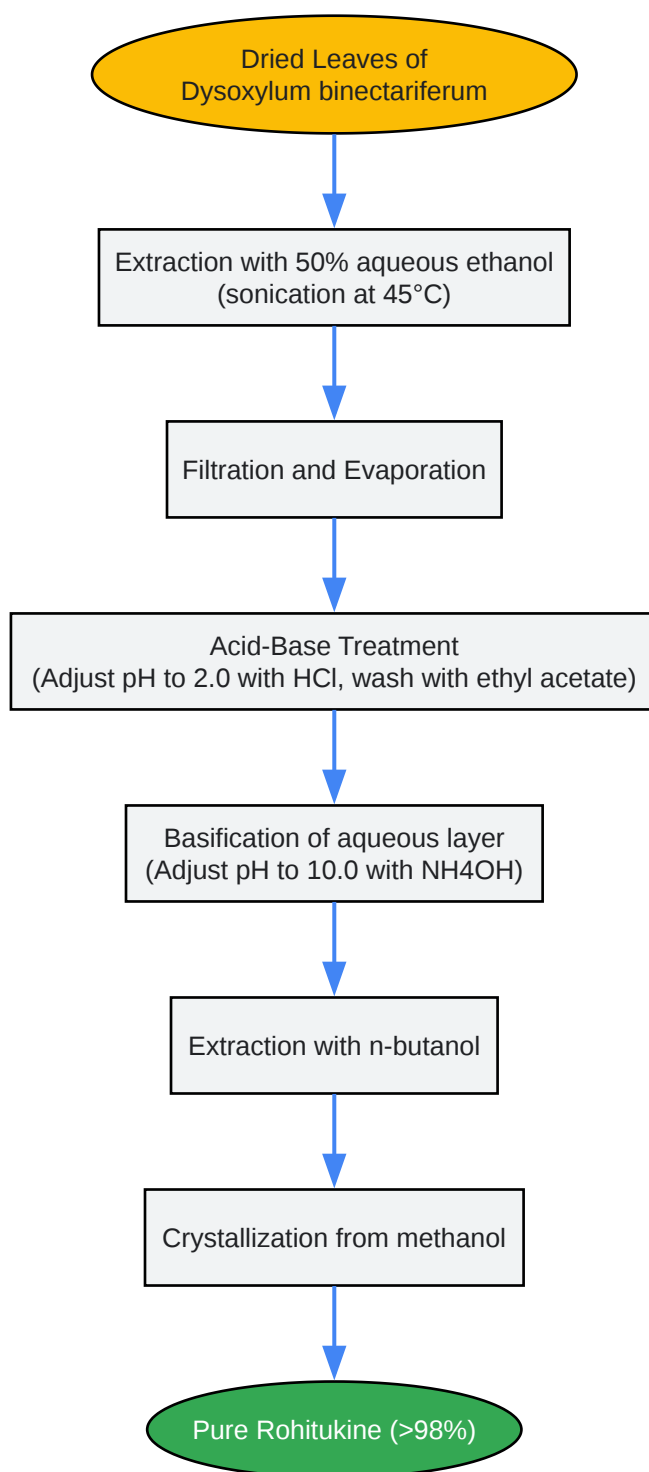 Dried Leaves of
Dysoxylum binectariferum
Extraction with 50% aqueous ethanol
(sonication at 45°C)
Filtration and Evaporation
Acid-Base Treatment
(Adjust pH to 2.0 with HCl, wash with ethyl acetate)
Basification of aqueous layer
(Adjust pH to 10.0 with NH4OH)
Extraction with n-butanol
Crystallization from methanol
Pure Rohitukine (>98%)